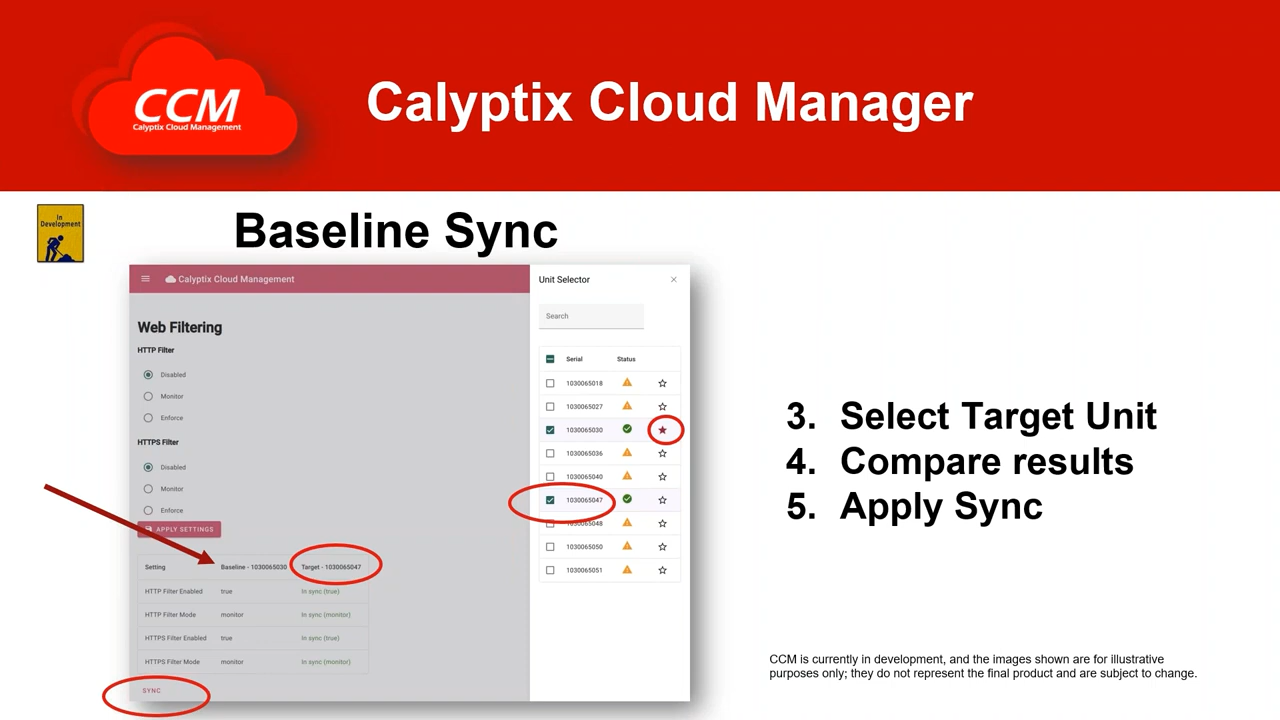 CCM
Calyptix Cloud Management
Calyptix Cloud Manager
In
Development
Baseline Sync
Calyptix Cloud Management
Web Filtering
HTTP Filter
Disabled
Monitor
Enforce
HTTPS Filter
Disabled
Monitor
Enforce
APPLY SETTINGS
Setting Baseline - 1030065030 Target - 1030065047
HTTP Filter Enabled true In sync (true)
HTTP Filter Mode monitor In sync (monitor)
HTTPS Filter Enabled true In sync (true)
HTTPS Filter Mode monitor In sync (monitor)
SYNC
Unit Selector
Search
Serial Status
1030065018
1030065027
1030065030
1030065036
1030065040
1030065047
1030065048
1030065050
1030065051
3. Select Target Unit
4. Compare results
5. Apply Sync
CCM is currently in development, and the images shown are for illustrative
purposes only; they do not represent the final product and are subject to change.